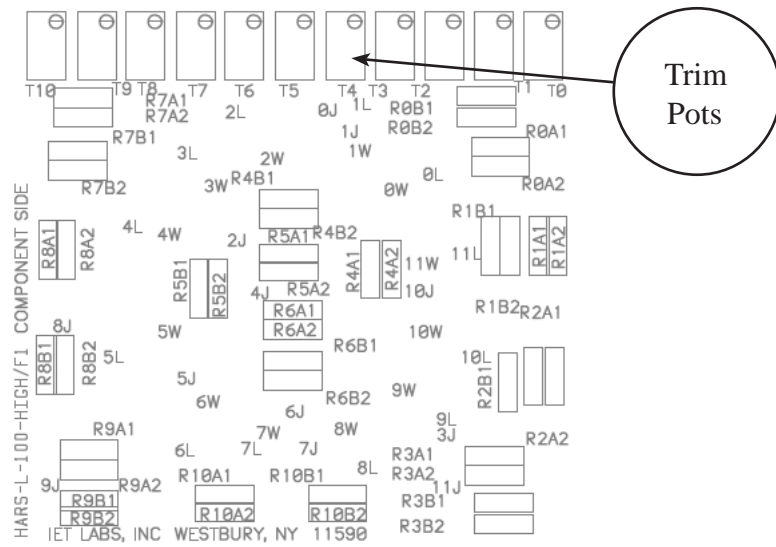 T10 T9 T8 T7 T6 T5 T4 T3 T2 T1 T0
Trim
Pots
R7A1
R7A2
2L
0J
1L
R0B1
R0B2
R7B1
1J
1W
R0A1
3L
2W
R7B2
3W
R4B1
0W
0L
R0A2
R1B1
4L
4W
2J
R5A1
R4B2
R8A1
R8A2
R5B1
R5B2
R4A1
R4A2
11W
11L
R1A1
R1A2
4J
R5A2
10J
R6A1
R6A2
R1B2
R2A1
8J
5W
10W
R6B1
R8B1
R8B2
5L
10L
R2B1
5J
6W
R6B2
9W
6J
9L
3J
R9A1
7W
8W
R2A2
6L
7L
7J
R3A1
8L
R3A2
9J
R9A2
R10A1
R10B1
11J
R9B1
R9B2
R10A2
R10B2
R3B1
R3B2
HARS-L-100-HIGH/F1 COMPONENT SIDE
IET LABS, INC WESTBURY, NY 11590